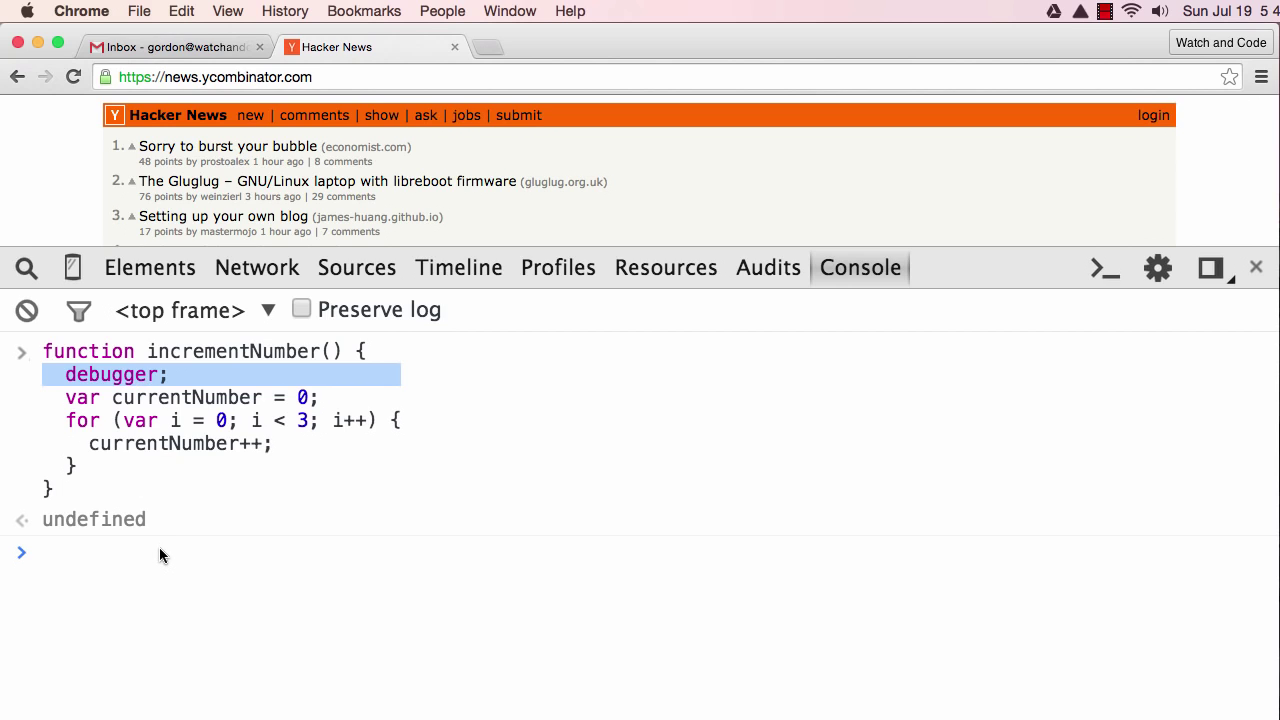 Chrome File Edit View History Bookmarks People Window Help Sun Jul 19 5 4
Inbox - gordon@watchand Hacker News Watch and Code
https://news.ycombinator.com
Y Hacker News new | comments | show | ask | jobs | submit login
1. Sorry to burst your bubble (economist.com)
48 points by prostoalex 1 hour ago | 8 comments
2. The Gluglug – GNU/Linux laptop with libreboot firmware (gluglug.org.uk)
76 points by weinzierl 3 hours ago | 29 comments
3. Setting up your own blog (james-huang.github.io)
17 points by mastermojo 1 hour ago | 7 comments
Elements Network Sources Timeline Profiles Resources Audits Console
<top frame> Preserve log
function incrementNumber() {
debugger;
var currentNumber = 0;
for (var i = 0; i < 3; i++) {
currentNumber++;
}
}
undefined